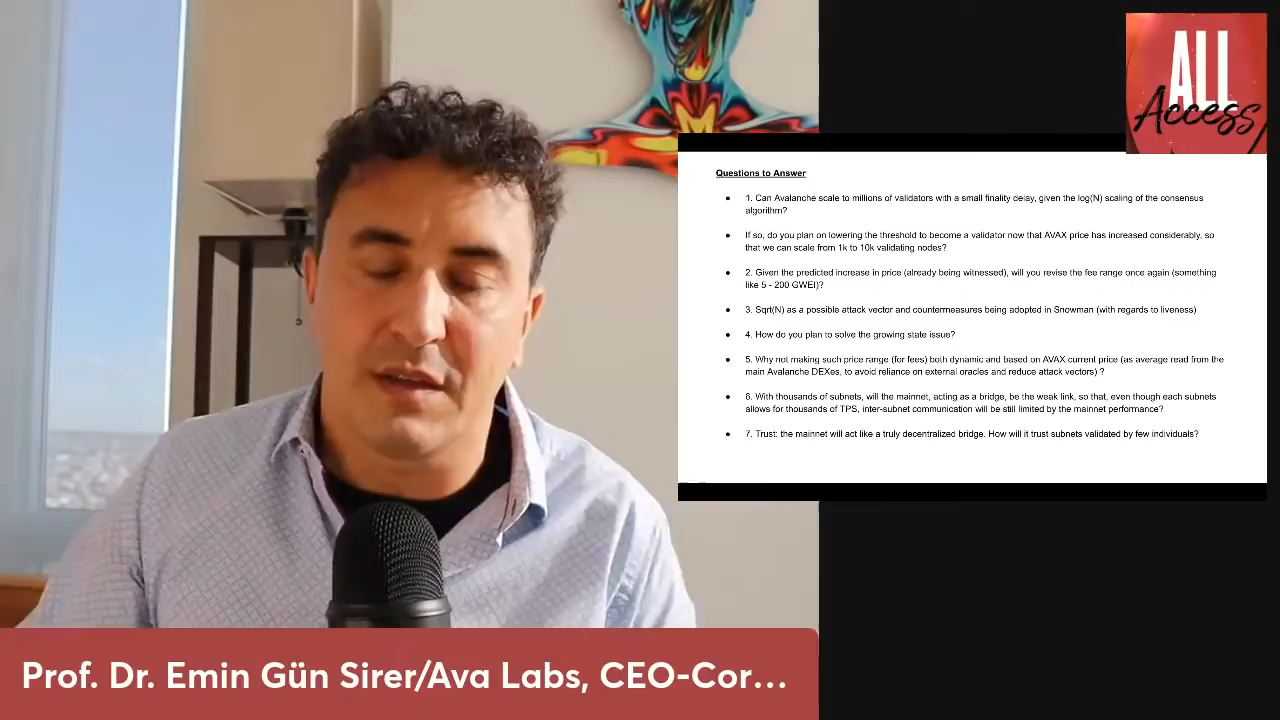 ALL
Access
Questions to Answer
• 1. Can Avalanche scale to millions of validators with a small finality delay, given the log(N) scaling of the consensus
algorithm?
• If so, do you plan on lowering the threshold to become a validator now that AVAX price has increased considerably, so
that we can scale from 1k to 10k validating nodes?
• 2. Given the predicted increase in price (already being witnessed), will you revise the fee range once again (something
like 5 - 200 GWEI)?
• 3. Sqrt(N) as a possible attack vector and countermeasures being adopted in Snowman (with regards to liveness)
• 4. How do you plan to solve the growing state issue?
• 5. Why not making such price range (for fees) both dynamic and based on AVAX current price (as average read from the
main Avalanche DEXes, to avoid reliance on external oracles and reduce attack vectors) ?
• 6. With thousands of subnets, will the mainnet, acting as a bridge, be the weak link, so that, even though each subnets
allows for thousands of TPS, inter-subnet communication will be still limited by the mainnet performance?
• 7. Trust: the mainnet will act like a truly decentralized bridge. How will it trust subnets validated by few individuals?
Prof. Dr. Emin Gün Sirer/Ava Labs, CEO-Cor...